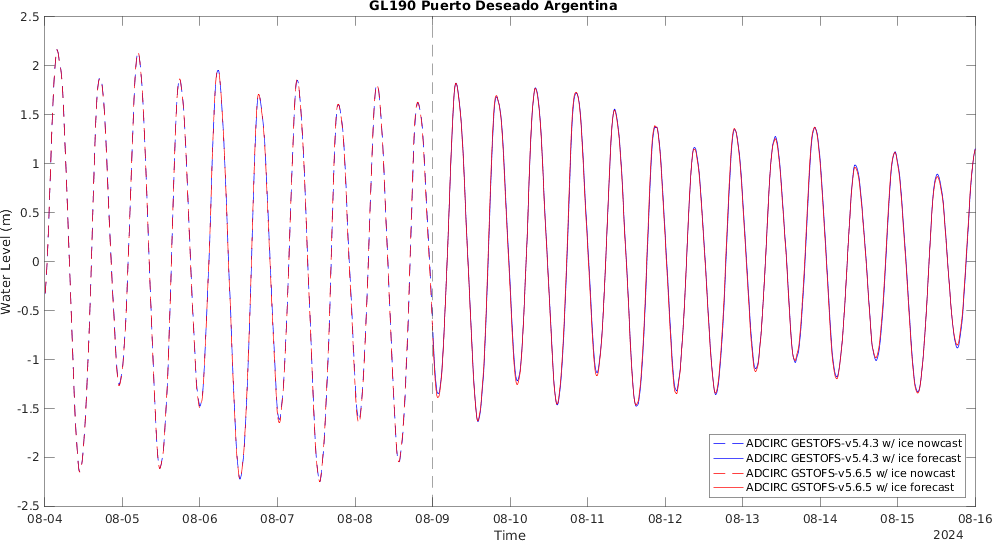 GL190 Puerto Deseado Argentina
Water Level (m)
2.5
2
1.5
1
0.5
0
-0.5
-1
-1.5
-2
-2.5
08-04 08-05 08-06 08-07 08-08 08-09 08-10 08-11 08-12 08-13 08-14 08-15 08-16
Time
2024
ADCIRC GESTOFS-v5.4.3 w/ ice nowcast
ADCIRC GESTOFS-v5.4.3 w/ ice forecast
ADCIRC GSTOFS-v5.6.5 w/ ice nowcast
ADCIRC GSTOFS-v5.6.5 w/ ice forecast